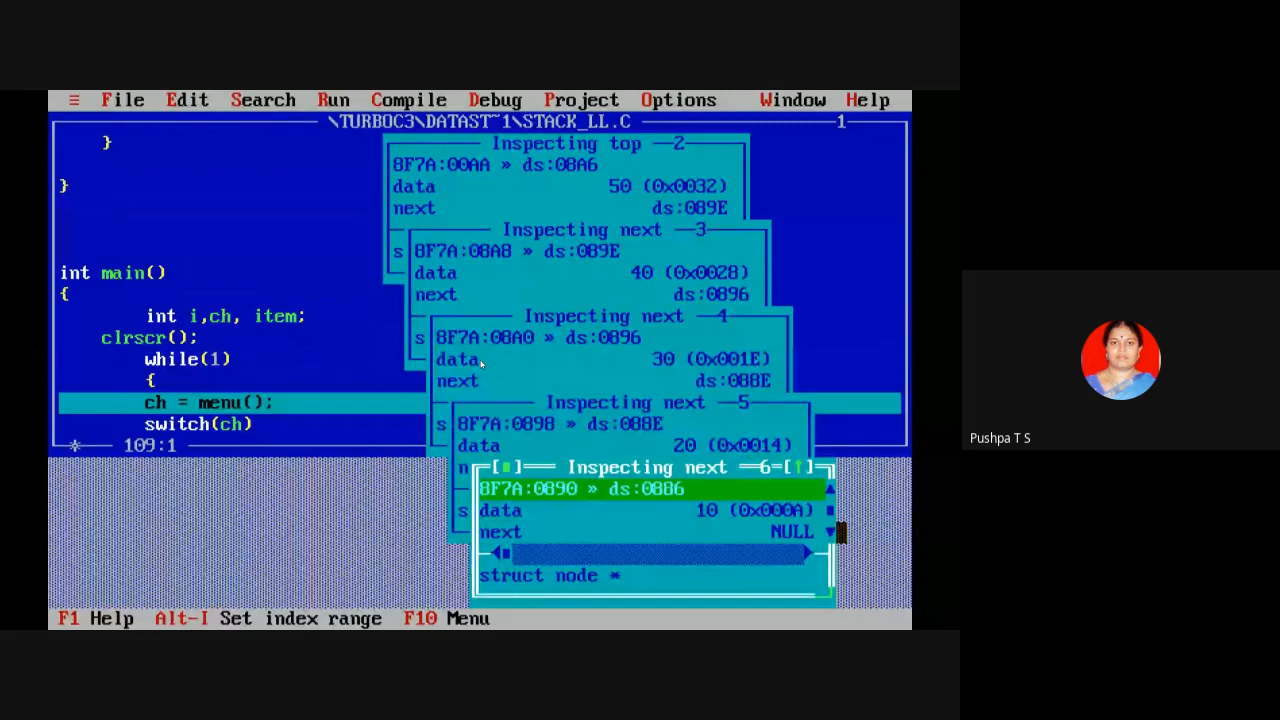 ≡ File Edit Search Run Compile Debug Project Options Window Help
\TURBOC3\DATAST~1\STACK_LL.C 1
}
}
int main()
{
int i,ch, item;
clrscr();
while(1)
{
ch = menu();
switch(ch)
109:1
Inspecting top 2
8F7A:00AA » ds:08A6
data 50 (0x0032)
next ds:089E
s
Inspecting next 3
8F7A:08A8 » ds:089E
data 40 (0x0028)
next ds:0896
s
Inspecting next 4
8F7A:08A0 » ds:0896
data 30 (0x001E)
next ds:088E
s
Inspecting next 5
8F7A:0898 » ds:088E
data 20 (0x0014)
n
s
[■] Inspecting next 6=[↑]
8F7A:0890 » ds:0886
data 10 (0x000A)
next NULL
struct node *
F1 Help Alt-I Set index range F10 Menu
Pushpa T S